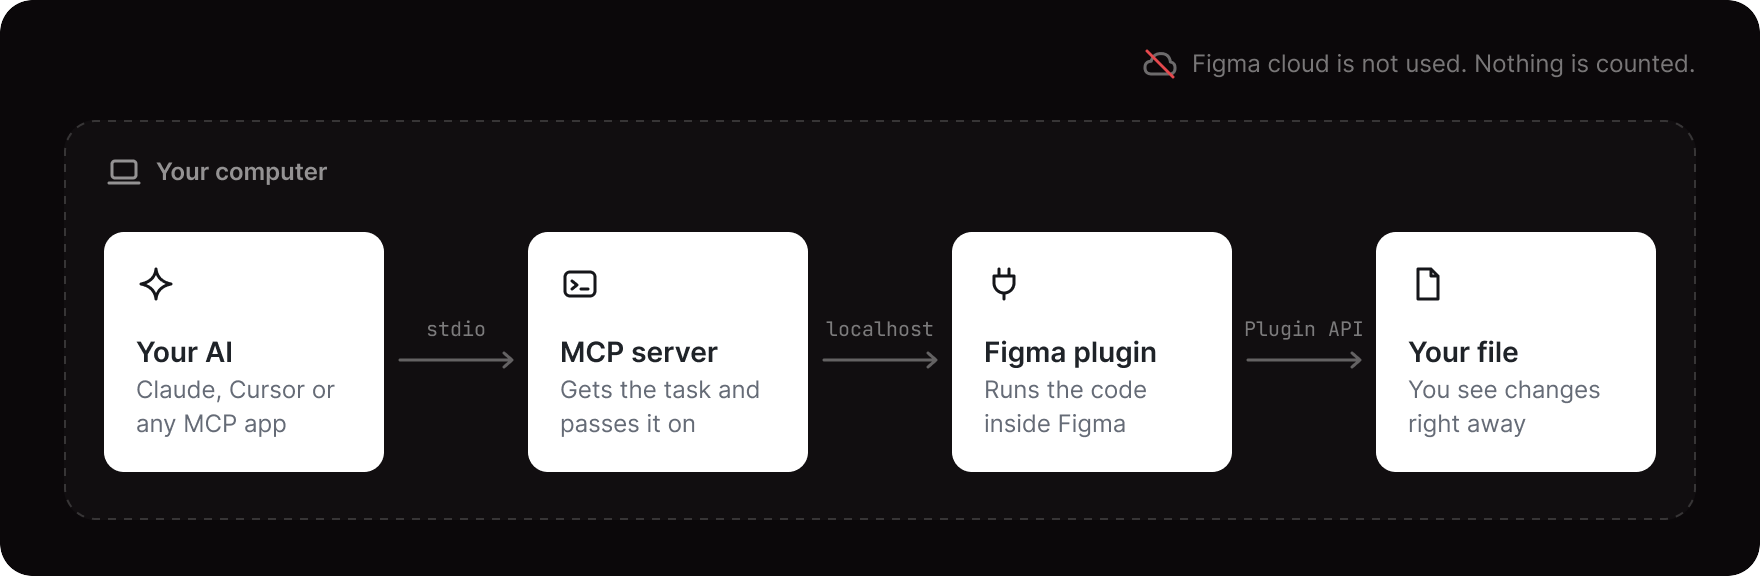 Figma cloud is not used. Nothing is counted.
Your computer
Your AI
Claude, Cursor or
any MCP app
stdio
MCP server
Gets the task and
passes it on
localhost
Figma plugin
Runs the code
inside Figma
Plugin API
Your file
You see changes
right away